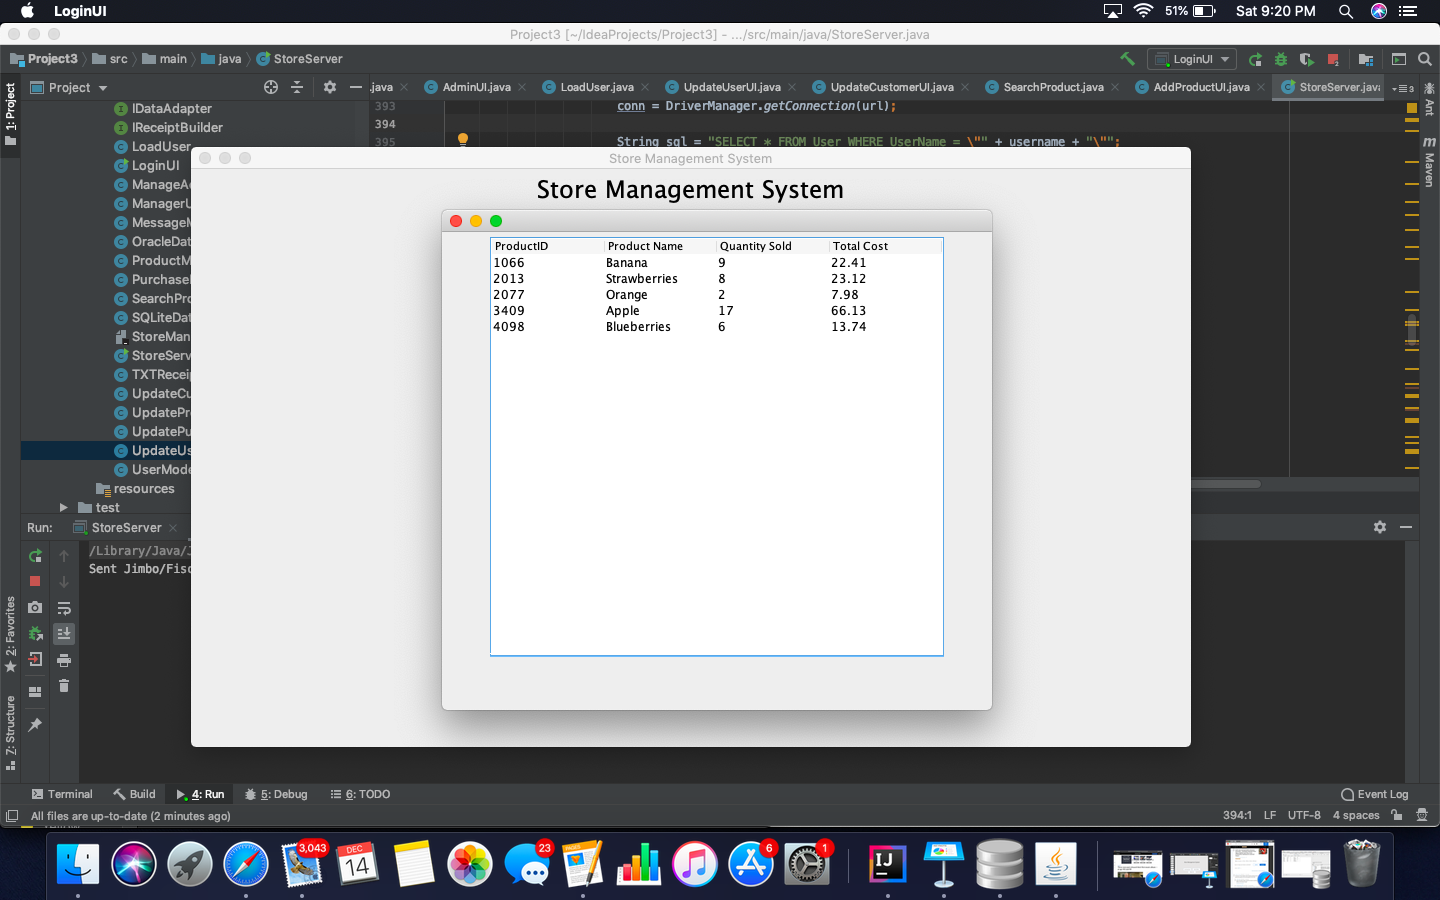 LoginUI
51%
Sat 9:20 PM
Project3 [~/IdeaProjects/Project3] - .../src/main/java/StoreServer.java
Project3
src
main
java
StoreServer
LoginUI
Project
.java
AdminUI.java
LoadUser.java
UpdateUserUI.java
UpdateCustomerUI.java
SearchProduct.java
AddProductUI.java
StoreServer.java
3
1: Project
Ant
Maven
IDataAdapter
IReceiptBuilder
LoadUser
LoginUI
ManageAd
ManagerU
MessageM
OracleDat
ProductM
Purchase
SearchPro
SQLiteDat
StoreMan
StoreServ
TXTRecei
UpdateCu
UpdatePr
UpdatePu
UpdateUs
UserMode
resources
test
393
conn = DriverManager.getConnection(url);
394
395
String sql = "SELECT * FROM User WHERE UserName = \"" + username + "\"";
Store Management System
Store Management System
ProductID Product Name Quantity Sold Total Cost
1066 Banana 9 22.41
2013 Strawberries 8 23.12
2077 Orange 2 7.98
3409 Apple 17 66.13
4098 Blueberries 6 13.74
Run:
StoreServer
/Library/Java/J
Sent Jimbo/Fisc
2: Favorites
7: Structure
Terminal
Build
4: Run
5: Debug
6: TODO
Event Log
All files are up-to-date (2 minutes ago)
394:1 LF UTF-8 4 spaces
3,043
DEC
14
23
6
1
IJ